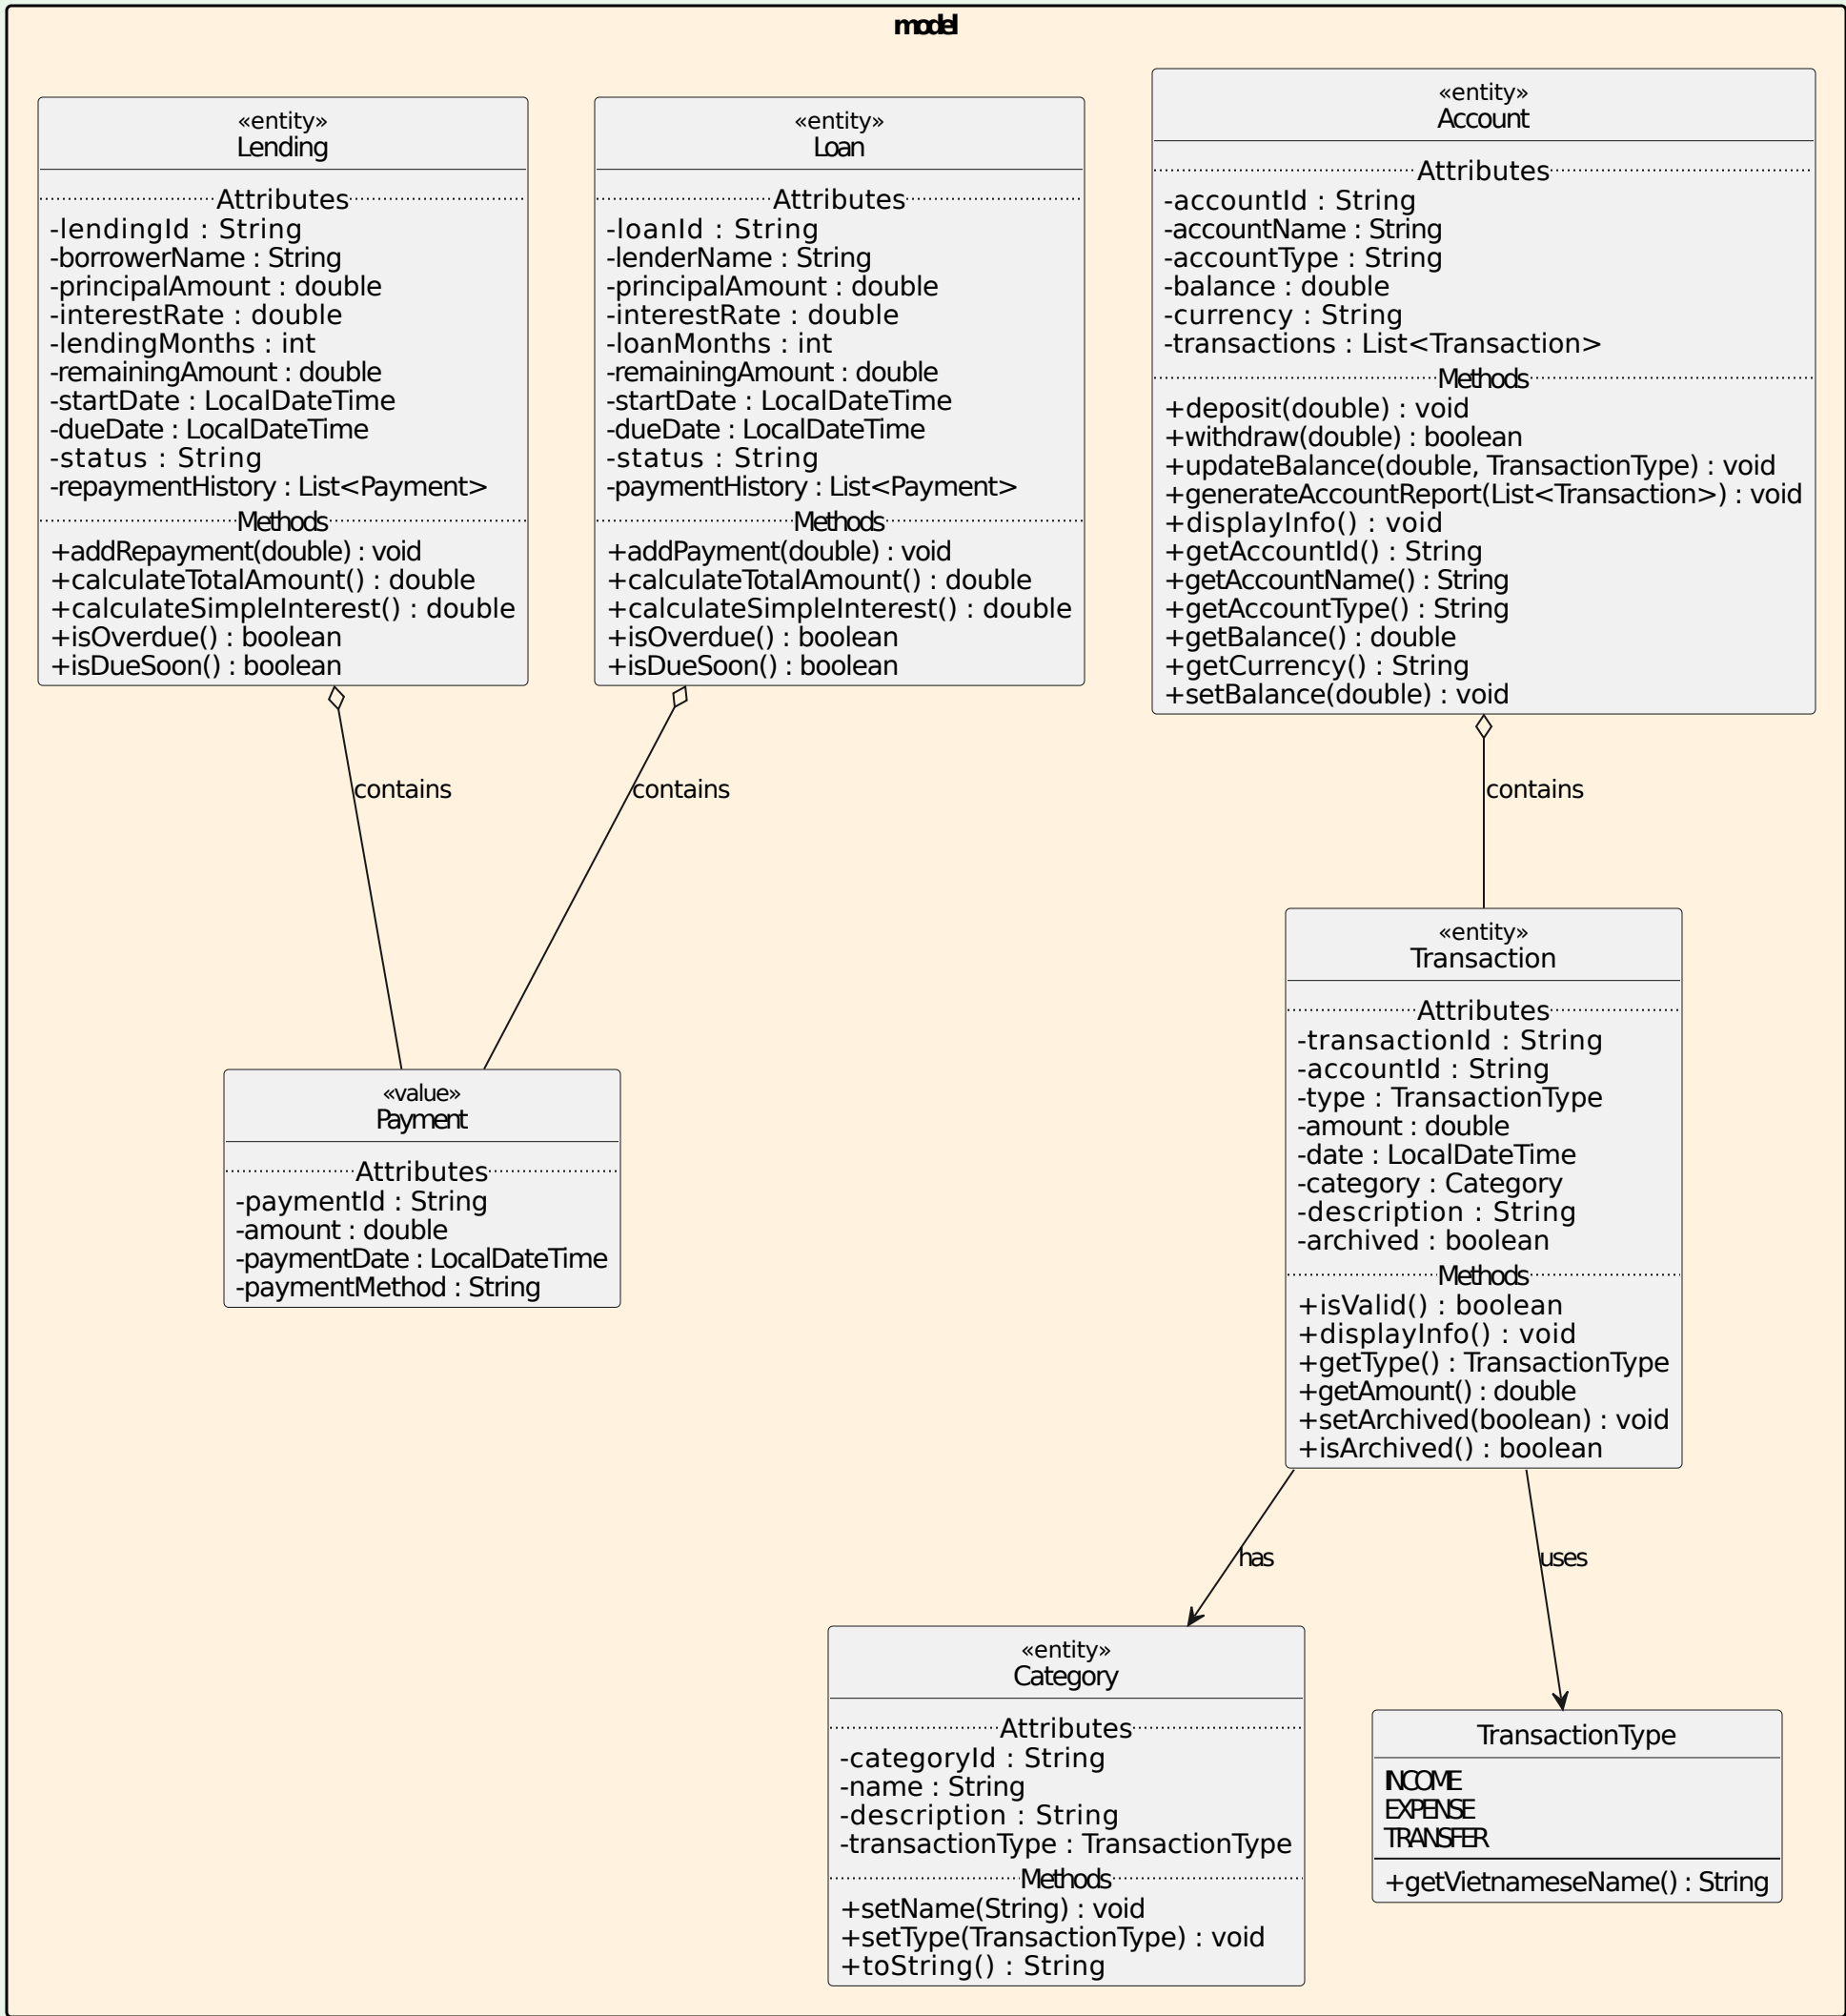 model
«entity»
Lending
Attributes
-lendingId : String
-borrowerName : String
-principalAmount : double
-interestRate : double
-lendingMonths : int
-remainingAmount : double
-startDate : LocalDateTime
-dueDate : LocalDateTime
-status : String
-repaymentHistory : List<Payment>
Methods
+addRepayment(double) : void
+calculateTotalAmount() : double
+calculateSimpleInterest() : double
+isOverdue() : boolean
+isDueSoon() : boolean
«entity»
Loan
Attributes
-loanId : String
-lenderName : String
-principalAmount : double
-interestRate : double
-loanMonths : int
-remainingAmount : double
-startDate : LocalDateTime
-dueDate : LocalDateTime
-status : String
-paymentHistory : List<Payment>
Methods
+addPayment(double) : void
+calculateTotalAmount() : double
+calculateSimpleInterest() : double
+isOverdue() : boolean
+isDueSoon() : boolean
«entity»
Account
Attributes
-accountId : String
-accountName : String
-accountType : String
-balance : double
-currency : String
-transactions : List<Transaction>
Methods
+deposit(double) : void
+withdraw(double) : boolean
+updateBalance(double, TransactionType) : void
+generateAccountReport(List<Transaction>) : void
+displayInfo() : void
+getAccountId() : String
+getAccountName() : String
+getAccountType() : String
+getBalance() : double
+getCurrency() : String
+setBalance(double) : void
contains
contains
contains
«value»
Payment
Attributes
-paymentId : String
-amount : double
-paymentDate : LocalDateTime
-paymentMethod : String
«entity»
Transaction
Attributes
-transactionId : String
-accountId : String
-type : TransactionType
-amount : double
-date : LocalDateTime
-category : Category
-description : String
-archived : boolean
Methods
+isValid() : boolean
+displayInfo() : void
+getType() : TransactionType
+getAmount() : double
+setArchived(boolean) : void
+isArchived() : boolean
has
uses
«entity»
Category
Attributes
-categoryId : String
-name : String
-description : String
-transactionType : TransactionType
Methods
+setName(String) : void
+setType(TransactionType) : void
+toString() : String
TransactionType
INCOME
EXPENSE
TRANSFER
+getVietnameseName() : String